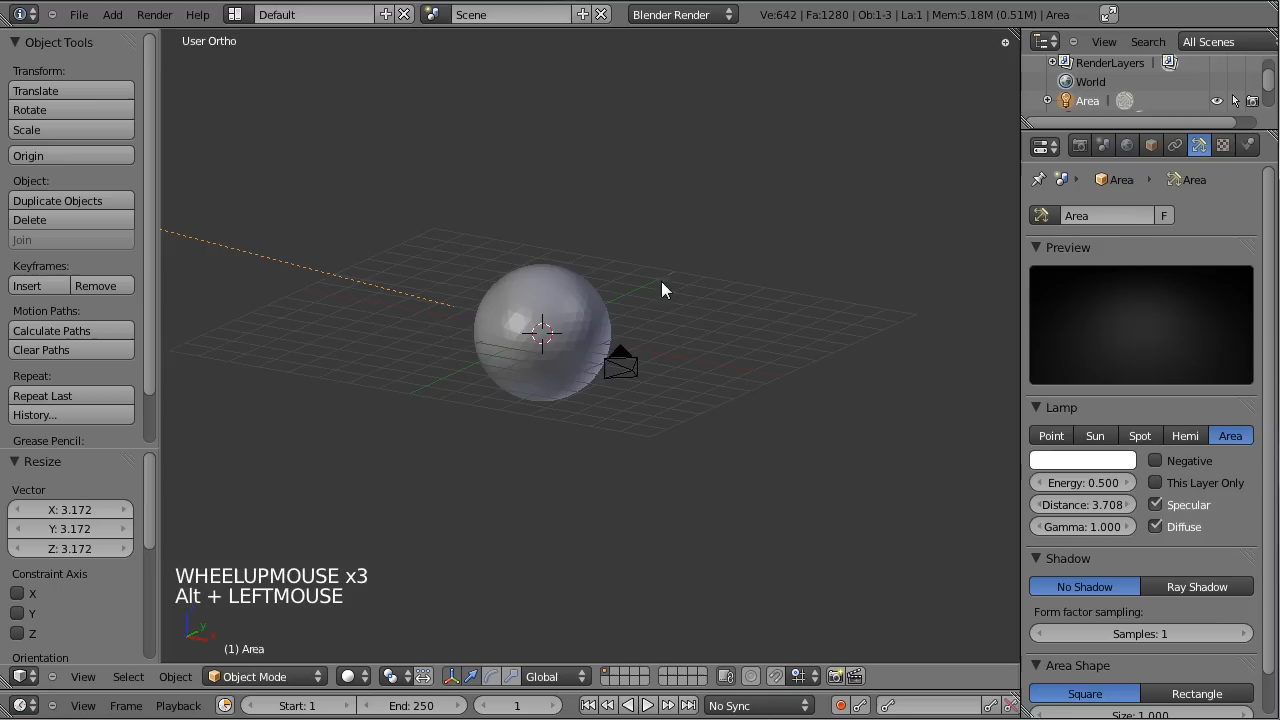 File Add Render Help Default Scene Blender Render Ve:642 | Fa:1280 | Ob:1-3 | La:1 | Mem:5.18M (0.51M) | Area
Object Tools
Transform:
Translate
Rotate
Scale
Origin
Object:
Duplicate Objects
Delete
Join
Keyframes:
Insert Remove
Motion Paths:
Calculate Paths
Clear Paths
Repeat:
Repeat Last
History...
Grease Pencil:
Resize
Vector
X: 3.172
Y: 3.172
Z: 3.172
Constraint Axis
X
Y
Z
Orientation
User Ortho
WHEELUPMOUSE x3
Alt + LEFTMOUSE
z
y
x
(1) Area
View Search All Scenes
RenderLayers |
World
Area |
Area Area
Area F
Preview
Lamp
Point Sun Spot Hemi Area
Negative
Energy: 0.500 This Layer Only
Distance: 3.708 Specular
Gamma: 1.000 Diffuse
Shadow
No Shadow Ray Shadow
Form factor sampling:
Samples: 1
Area Shape
Square Rectangle
Size: 1.000
View Select Object Object Mode Global
View Frame Playback Start: 1 End: 250 1 No Sync